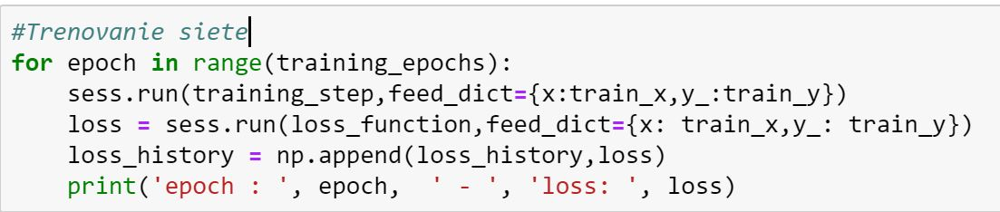 #Trenovanie siete
for epoch in range(training_epochs):
    sess.run(training_step,feed_dict={x:train_x,y_:train_y})
    loss = sess.run(loss_function,feed_dict={x: train_x,y_: train_y})
    loss_history = np.append(loss_history,loss)
    print('epoch : ', epoch,  ' - ', 'loss: ', loss)